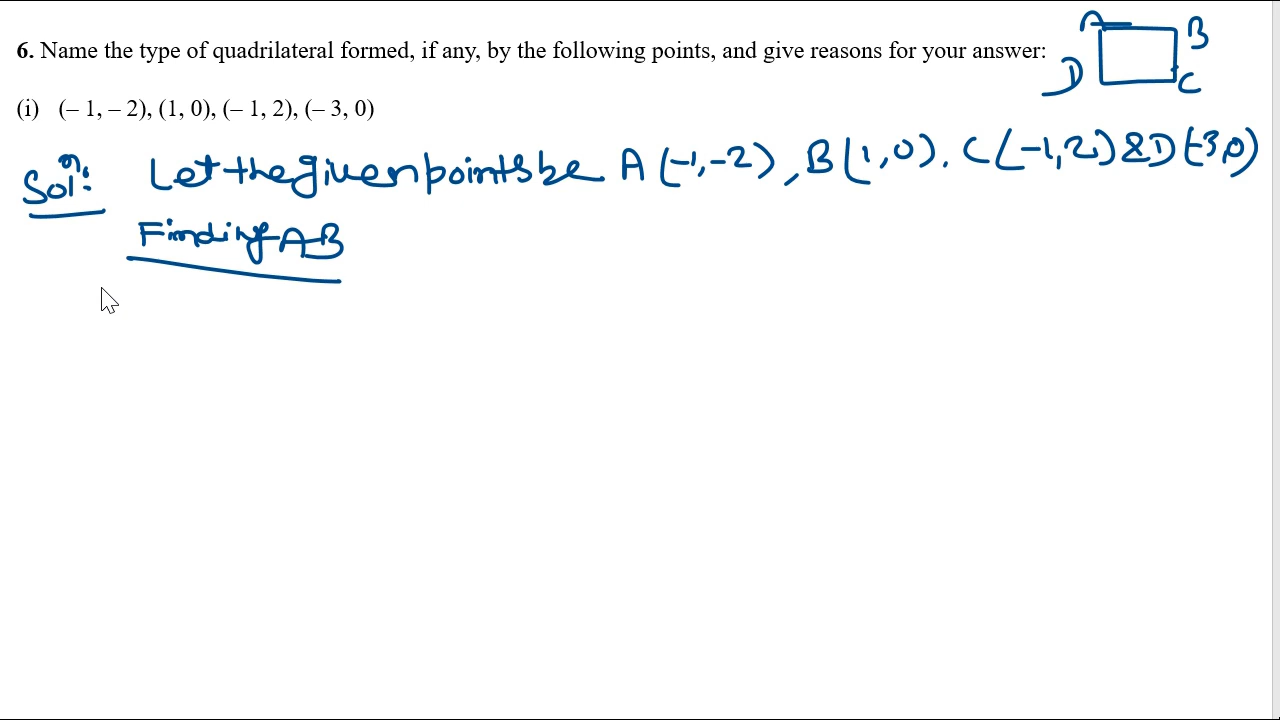 6. Name the type of quadrilateral formed, if any, by the following points, and give reasons for your answer:
A
B
D
C
(i) (– 1, – 2), (1, 0), (– 1, 2), (– 3, 0)
Solⁿ: Let the given points be A (-1,-2), B (1,0), C (-1,2) & D (-3,0)
Finding AB